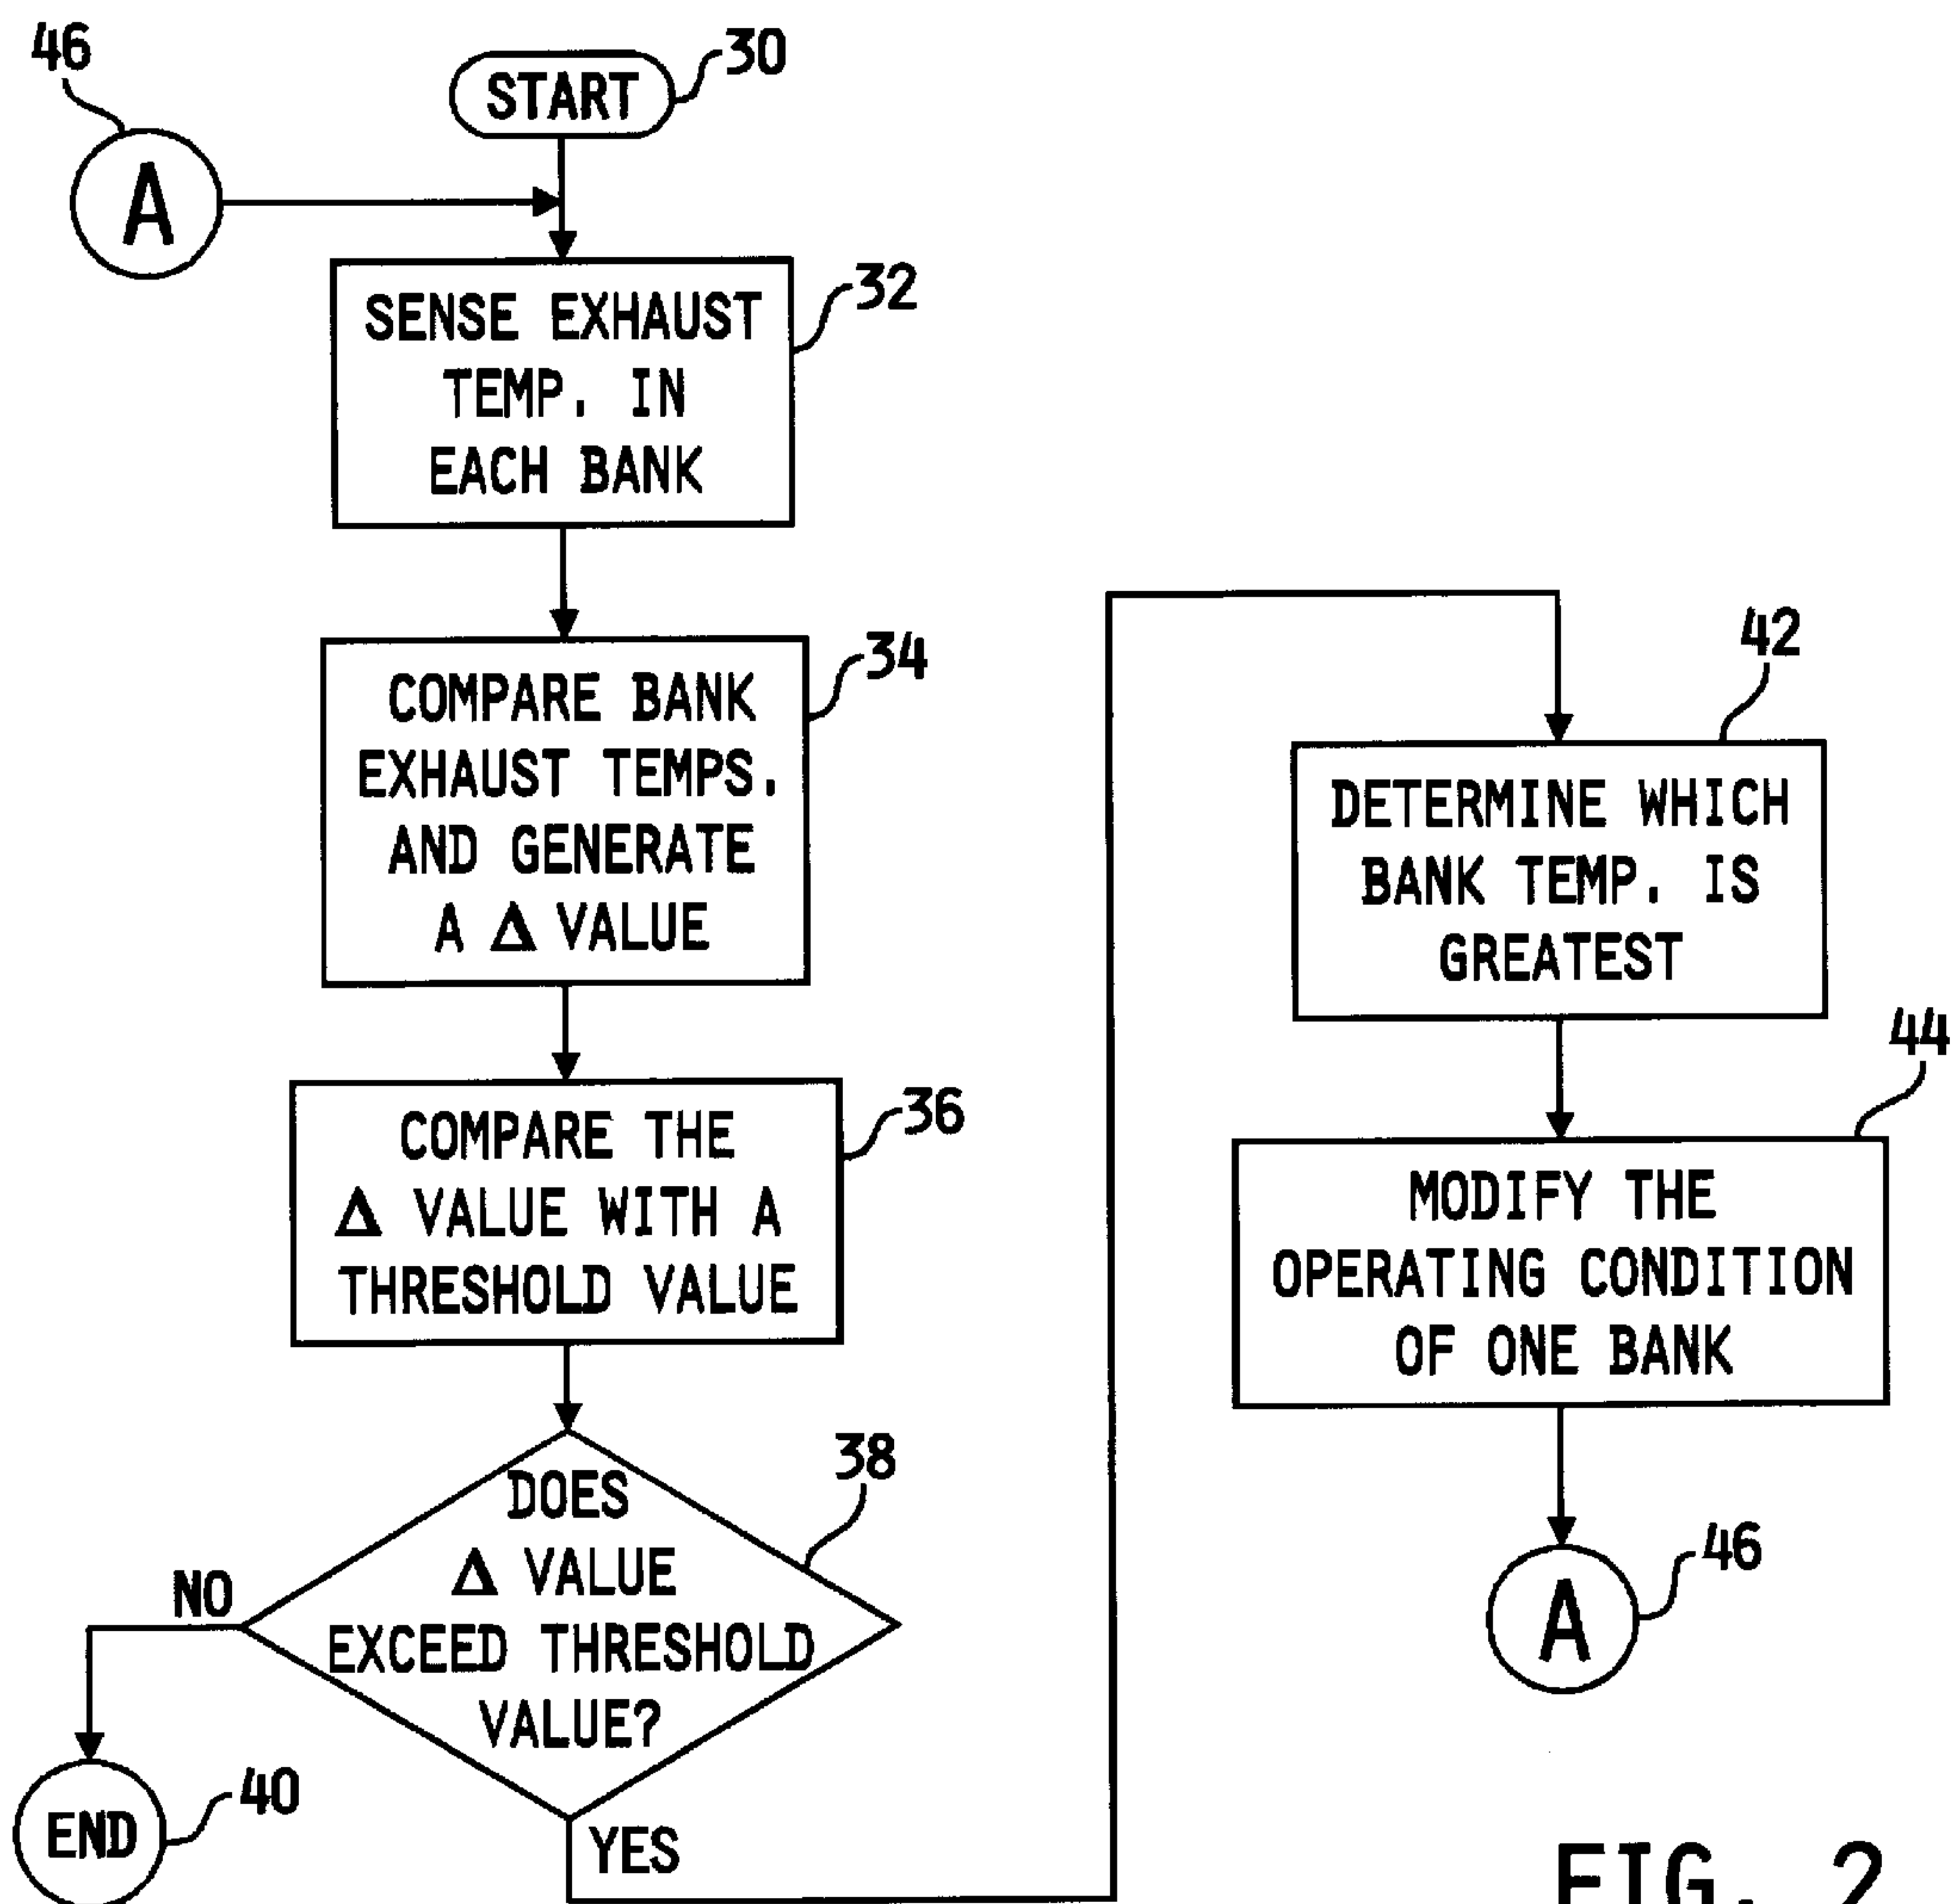 46
START
30
A
SENSE EXHAUST
TEMP. IN
EACH BANK
32
COMPARE BANK
EXHAUST TEMPS.
AND GENERATE
A Δ VALUE
34
COMPARE THE
Δ VALUE WITH A
THRESHOLD VALUE
36
DOES
Δ VALUE
EXCEED THRESHOLD
VALUE?
38
NO
END
40
YES
42
DETERMINE WHICH
BANK TEMP. IS
GREATEST
44
MODIFY THE
OPERATING CONDITION
OF ONE BANK
A
46
FIG. 2